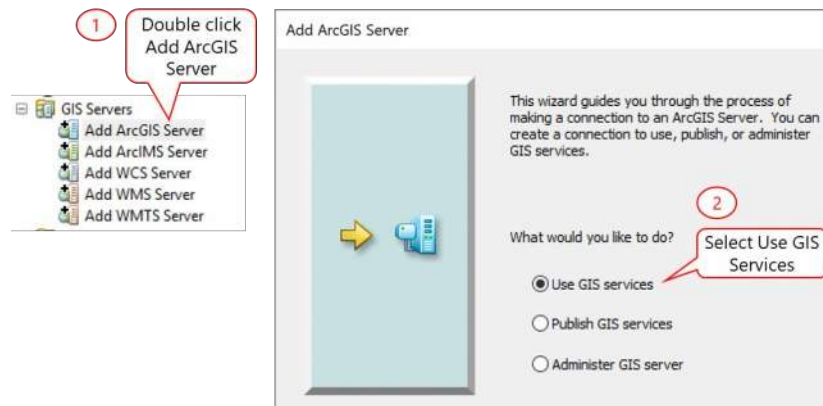 1
Double click
Add ArcGIS
Server
GIS Servers
Add ArcGIS Server
Add ArcIMS Server
Add WCS Server
Add WMS Server
Add WMTS Server
Add ArcGIS Server
This wizard guides you through the process of
making a connection to an ArcGIS Server. You can
create a connection to use, publish, or administer
GIS services.
2
What would you like to do?
Select Use GIS
Services
Use GIS services
Publish GIS services
Administer GIS server